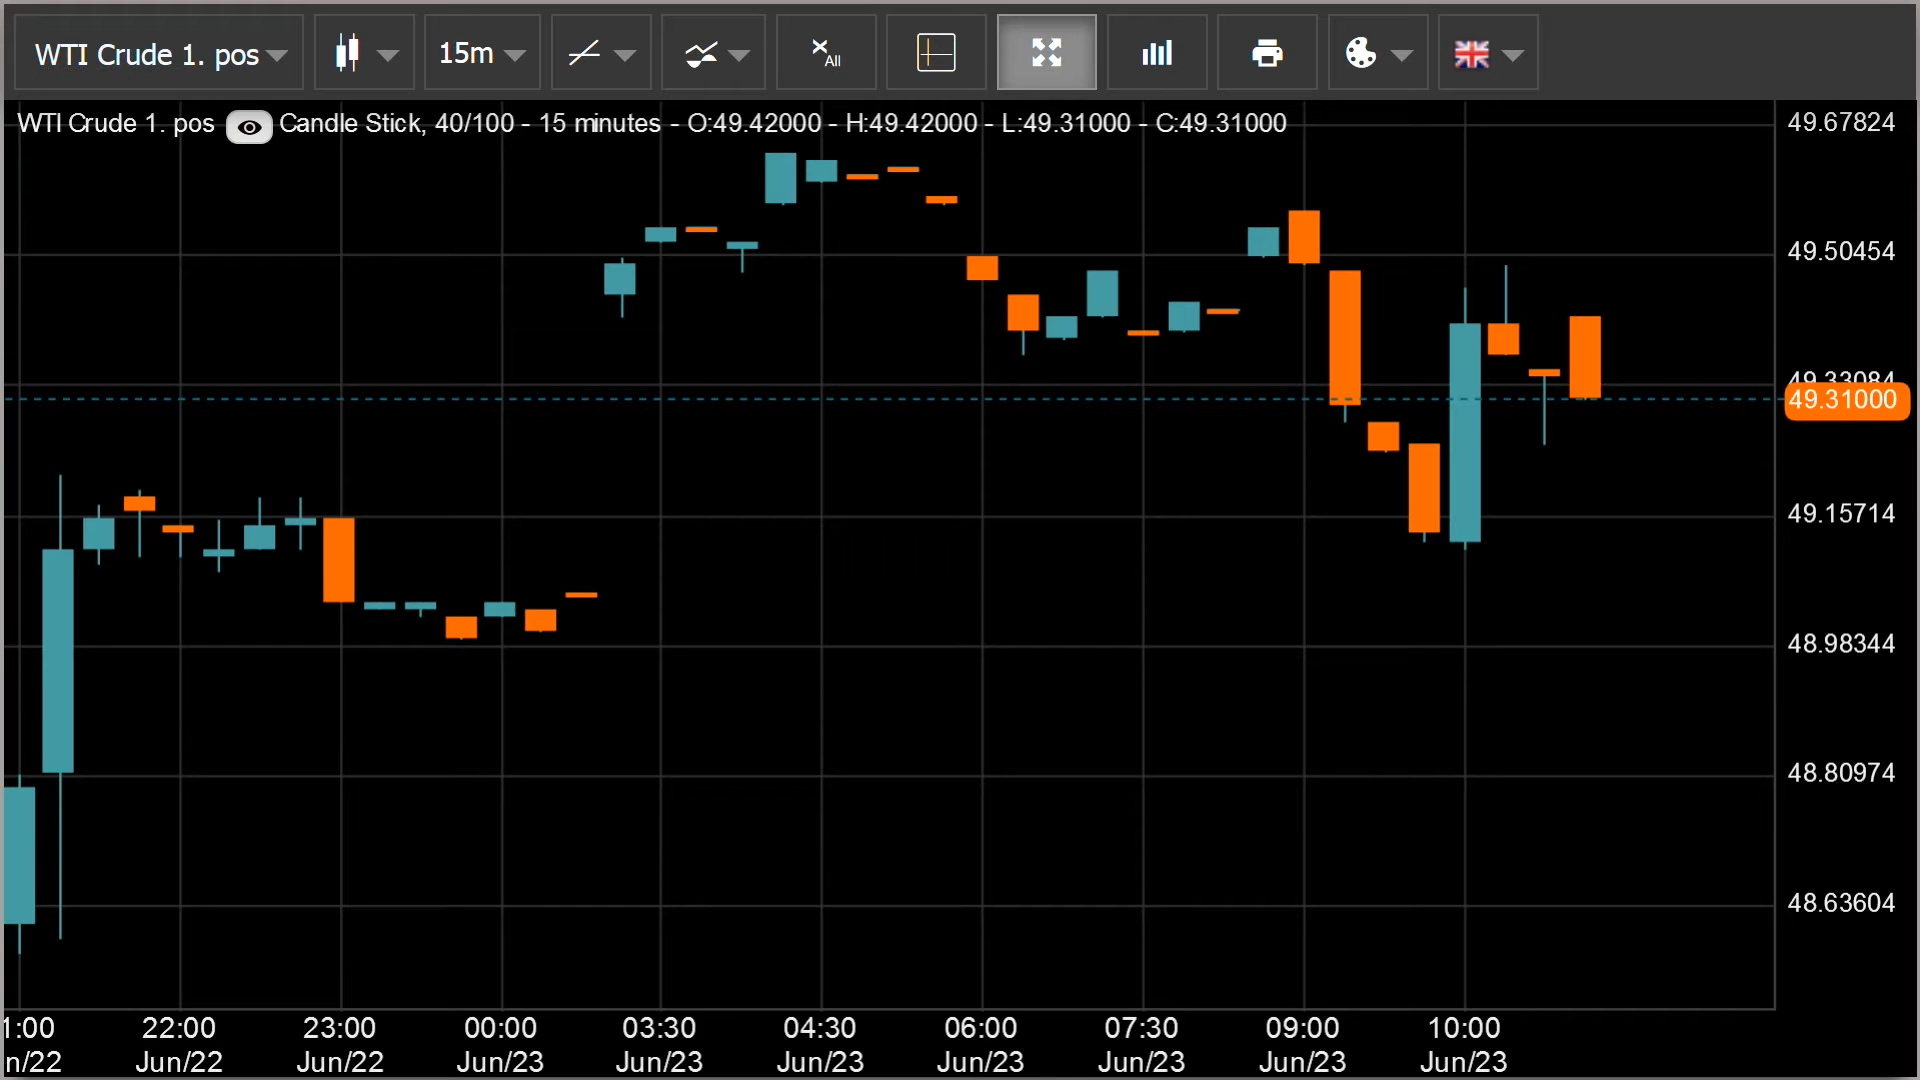 WTI Crude 1. pos
15m
x All
WTI Crude 1. pos Candle Stick, 40/100 - 15 minutes - O:49.42000 - H:49.42000 - L:49.31000 - C:49.31000
49.67824
49.50454
49.33084
49.31000
49.15714
48.98344
48.80974
48.63604
1:00 22:00 23:00 00:00 03:30 04:30 06:00 07:30 09:00 10:00
n/22 Jun/22 Jun/22 Jun/23 Jun/23 Jun/23 Jun/23 Jun/23 Jun/23 Jun/23